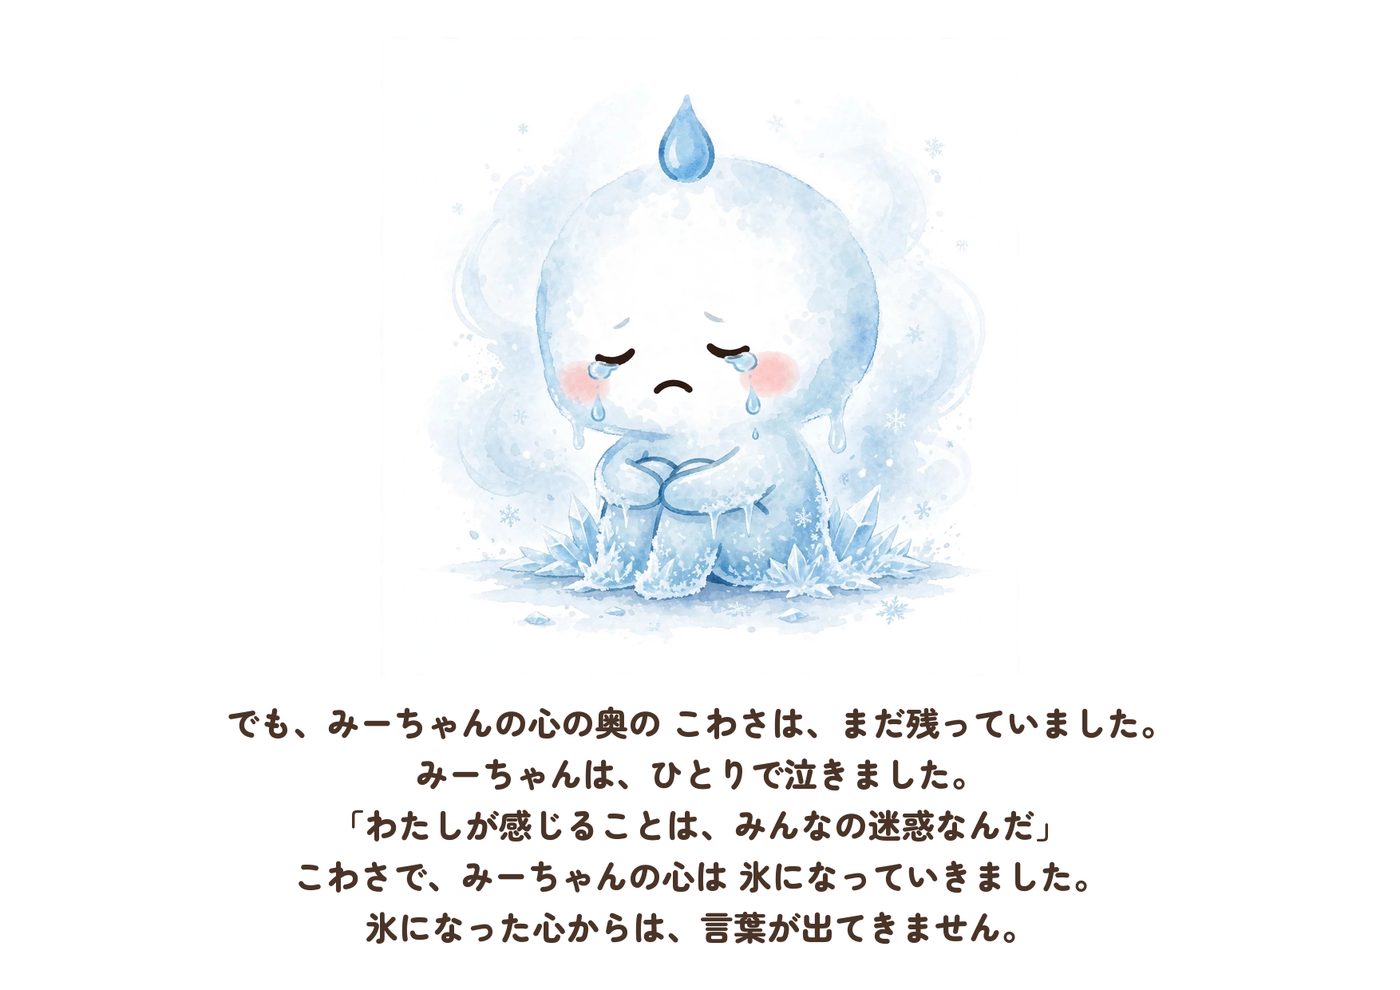 でも、みーちゃんの心の奥の こわさは、まだ残っていました。
みーちゃんは、ひとりで泣きました。
「わたしが感じることは、みんなの迷惑なんだ」
こわさで、みーちゃんの心は 氷になっていきました。
氷になった心からは、言葉が出てきません。